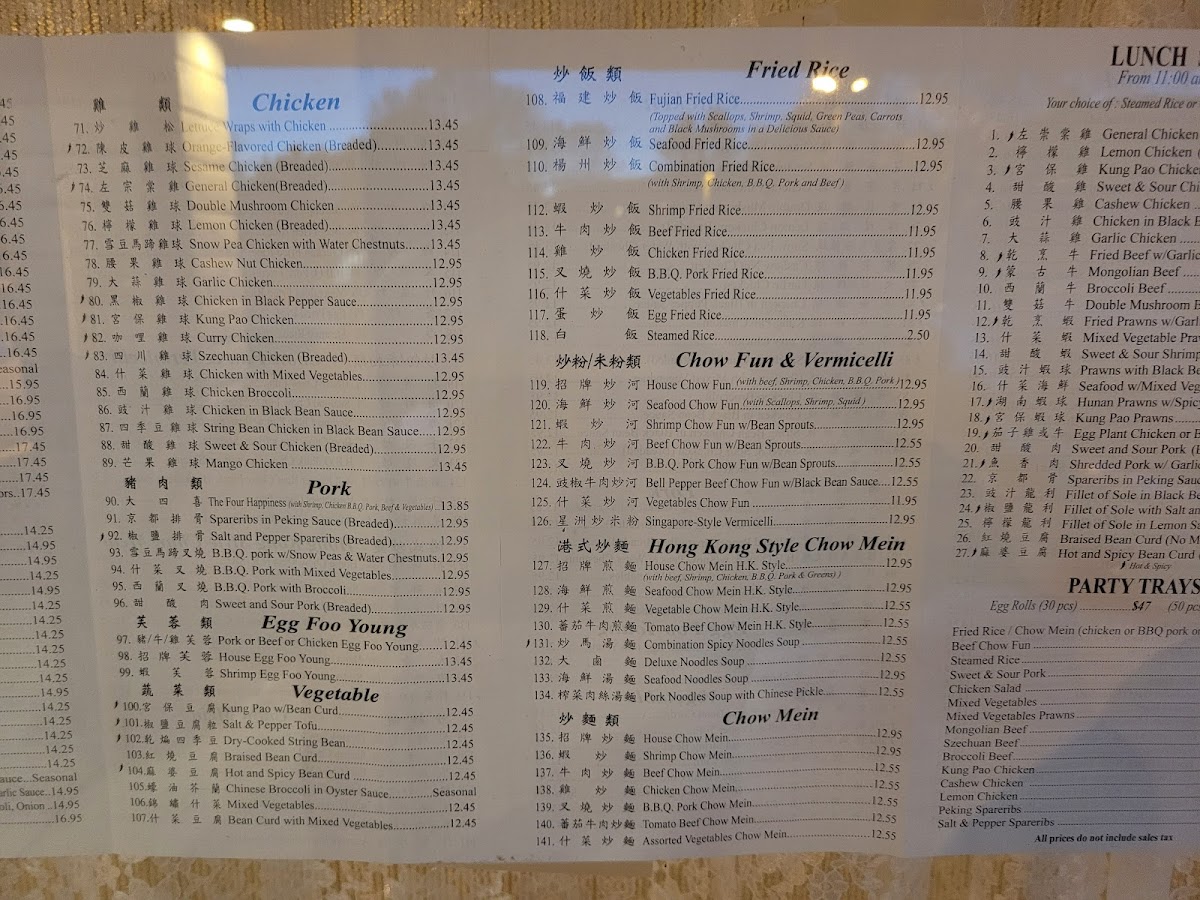 雞 類 Chicken
71. 炒 雞 松 Lettuce Wraps with Chicken ....13.45
72. 陳 皮 雞 球 Orange-Flavored Chicken (Breaded)....13.45
73. 芝 麻 雞 球 Sesame Chicken (Breaded)....13.45
74. 左 宗 棠 雞 General Chicken(Breaded)....13.45
75. 雙 菇 雞 球 Double Mushroom Chicken ....13.45
76. 檸 檬 雞 球 Lemon Chicken (Breaded)....13.45
77. 雪豆馬蹄雞球 Snow Pea Chicken with Water Chestnuts....13.45
78. 腰 果 雞 球 Cashew Nut Chicken....12.95
79. 大 蒜 雞 球 Garlic Chicken....12.95
80. 黑 椒 雞 球 Chicken in Black Pepper Sauce....12.95
81. 宮 保 雞 球 Kung Pao Chicken....12.95
82. 咖 哩 雞 球 Curry Chicken....12.95
83. 四 川 雞 球 Szechuan Chicken (Breaded)....13.45
84. 什 菜 雞 球 Chicken with Mixed Vegetables....12.95
85. 西 蘭 雞 球 Chicken Broccoli....12.95
86. 豉 汁 雞 球 Chicken in Black Bean Sauce....12.95
87. 四 季 豆 雞 球 String Bean Chicken in Black Bean Sauce....12.95
88. 甜 酸 雞 球 Sweet & Sour Chicken (Breaded)....12.95
89. 芒 果 雞 球 Mango Chicken ....13.45
豬 肉 類 Pork
90. 大 四 喜 The Four Happiness (with Shrimp, Chicken B.B.Q. Pork, Beef & Vegetables)....13.85
91. 京 都 排 骨 Spareribs in Peking Sauce (Breaded)....12.95
92. 椒 鹽 排 骨 Salt and Pepper Spareribs (Breaded)....12.95
93. 雪豆馬蹄叉燒 B.B.Q. pork w/Snow Peas & Water Chestnuts.12.95
94. 什 菜 叉 燒 B.B.Q. Pork with Mixed Vegetables....12.95
95. 西 蘭 叉 燒 B.B.Q. Pork with Broccoli....12.95
96. 甜 酸 肉 Sweet and Sour Pork (Breaded)....12.95
芙 蓉 類 Egg Foo Young
97. 豬/牛/雞 芙 蓉 Pork or Beef or Chicken Egg Foo Young....12.45
98. 招 牌 芙 蓉 House Egg Foo Young....13.45
99. 蝦 芙 蓉 Shrimp Egg Foo Young....13.45
蔬 菜 類 Vegetable
100. 宮 保 豆 腐 Kung Pao w/Bean Curd....12.45
101. 椒 鹽 豆 腐 粒 Salt & Pepper Tofu....12.45
102. 乾 煸 四 季 豆 Dry-Cooked String Bean....12.45
103. 紅 燒 豆 腐 Braised Bean Curd....12.45
104. 麻 婆 豆 腐 Hot and Spicy Bean Curd ....12.45
105. 蠔 油 芥 蘭 Chinese Broccoli in Oyster Sauce....Seasonal
106. 錦 繡 什 菜 Mixed Vegetables....12.45
107. 什 菜 豆 腐 Bean Curd with Mixed Vegetables....12.45
炒 飯 類 Fried Rice
108. 福 建 炒 飯 Fujian Fried Rice....12.95
(Topped with Scallops, Shrimp, Squid, Green Peas, Carrots
and Black Mushrooms in a Delicious Sauce)
109. 海 鮮 炒 飯 Seafood Fried Rice....12.95
110. 楊 州 炒 飯 Combination Fried Rice....12.95
(with Shrimp, Chicken, B.B.Q. Pork and Beef )
112. 蝦 炒 飯 Shrimp Fried Rice....12.95
113. 牛 肉 炒 飯 Beef Fried Rice....11.95
114. 雞 炒 飯 Chicken Fried Rice....11.95
115. 叉 燒 炒 飯 B.B.Q. Pork Fried Rice....11.95
116. 什 菜 炒 飯 Vegetables Fried Rice....11.95
117. 蛋 炒 飯 Egg Fried Rice....11.95
118. 白 飯 Steamed Rice....2.50
炒粉/米粉類 Chow Fun & Vermicelli
119. 招 牌 炒 河 House Chow Fun (with beef, Shrimp, Chicken, B.B.Q. Pork ) 12.95
120. 海 鮮 炒 河 Seafood Chow Fun (with Scallops, Shrimp, Squid )....12.95
121. 蝦 炒 河 Shrimp Chow Fun w/Bean Sprouts....12.95
122. 牛 肉 炒 河 Beef Chow Fun w/Bean Sprouts....12.55
123. 叉 燒 炒 河 B.B.Q. Pork Chow Fun w/Bean Sprouts....12.55
124. 豉椒牛肉炒河 Bell Pepper Beef Chow Fun w/Black Bean Sauce....12.55
125. 什 菜 炒 河 Vegetables Chow Fun ....11.95
126. 星 洲 炒 米 粉 Singapore-Style Vermicelli....12.95
港 式 炒 麵 Hong Kong Style Chow Mein
127. 招 牌 煎 麵 House Chow Mein H.K. Style....12.95
(with beef, Shrimp, Chicken, B.B.Q. Pork & Greens) )
128. 海 鮮 煎 麵 Seafood Chow Mein H.K. Style....12.95
129. 什 菜 煎 麵 Vegetable Chow Mein H.K. Style....12.55
130. 蕃茄牛肉煎麵 Tomato Beef Chow Mein H.K. Style....12.55
131. 炒 馬 湯 麵 Combination Spicy Noodles Soup ....12.95
132. 大 鹵 麵 Deluxe Noodles Soup ....12.55
133. 海 鮮 湯 麵 Seafood Noodles Soup ....12.95
134. 榨菜肉絲湯麵 Pork Noodles Soup with Chinese Pickle....12.55
炒 麵 類 Chow Mein
135. 招 牌 炒 麵 House Chow Mein....12.95
136. 蝦 炒 麵 Shrimp Chow Mein....12.95
137. 牛 肉 炒 麵 Beef Chow Mein....12.55
138. 雞 炒 麵 Chicken Chow Mein....12.55
139. 叉 燒 炒 麵 B.B.Q. Pork Chow Mein....12.55
140. 蕃茄牛肉炒麵 Tomato Beef Chow Mein....12.55
141. 什 菜 炒 麵 Assorted Vegetables Chow Mein....12.55
LUNCH
From 11:00
Your choice of : Steamed Rice or
1. 左 崇 棠 雞 General Chicken
2. 檸 檬 雞 Lemon Chicken
3. 宮 保 雞 Kung Pao
4. 甜 酸 雞 Sweet & Sour
5. 腰 果 雞 Cashew Chicken
6. 豉 汁 雞 Chicken in Black
7. 大 蒜 雞 Garlic Chicken
8. 乾 烹 牛 Fried Beef w/Garlic
9. 蒙 古 牛 Mongolian Beef
10. 西 蘭 牛 Broccoli Beef
11. 雙 菇 牛 Double Mushroom
12. 乾 烹 蝦 Fried Prawns
13. 什 菜 蝦 Mixed Vegetable
14. 甜 酸 蝦 Sweet & Sour Shrimp
15. 豉 汁 蝦 球 Prawns with Black
16. 什 菜 海 鮮 Seafood w/Mixed
17. 湖 南 蝦 球 Hunan Prawns
18. 宮 保 蝦 球 Kung Pao Prawns
19. 茄 子 雞 或 牛 Egg Plant Chicken or
20. 甜 酸 肉 Sweet and Sour Pork
21. 魚 香 肉 Shredded Pork w/
22. 京 都 骨 Spareribs in Peking
23. 豉 汁 龍 利 Fillet of Sole in Black
24. 椒 鹽 龍 利 Fillet of Sole with Salt and
25. 檸 檬 龍 利 Fillet of Sole in Lemon
26. 紅 燒 豆 腐 Braised Bean Curd (No
27. 麻 婆 豆 腐 Hot and Spicy Bean Curd
Hot & Spicy
PARTY TRAYS
Egg Rolls (30 pcs) ....$47 (50
Fried Rice / Chow Mein (chicken or BBQ pork
Beef Chow Fun
Steamed Rice
Sweet & Sour Pork
Chicken Salad
Mixed Vegetables
Mixed Vegetables Prawns
Mongolian Beef
Szechuan Beef
Broccoli Beef
Kung Pao Chicken
Cashew Chicken
Lemon Chicken
Peking Spareribs
Salt & Pepper Spareribs
All prices do not include sales tax